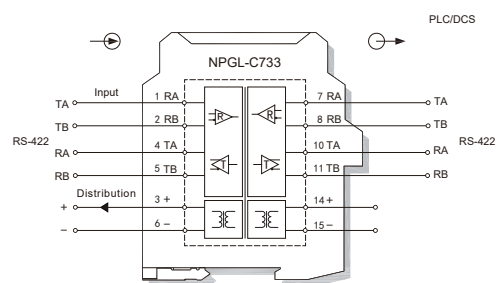 PLC/DCS
NPGL-C733
Input
TA 1 RA 7 RA TA
TB 2 RB 8 RB TB
RS-422 RS-422
RA 4 TA 10 TA RA
RB 5 TB 11 TB RB
R R
T T
Distribution
+ 3 + 14 +
− 6 − 15 −